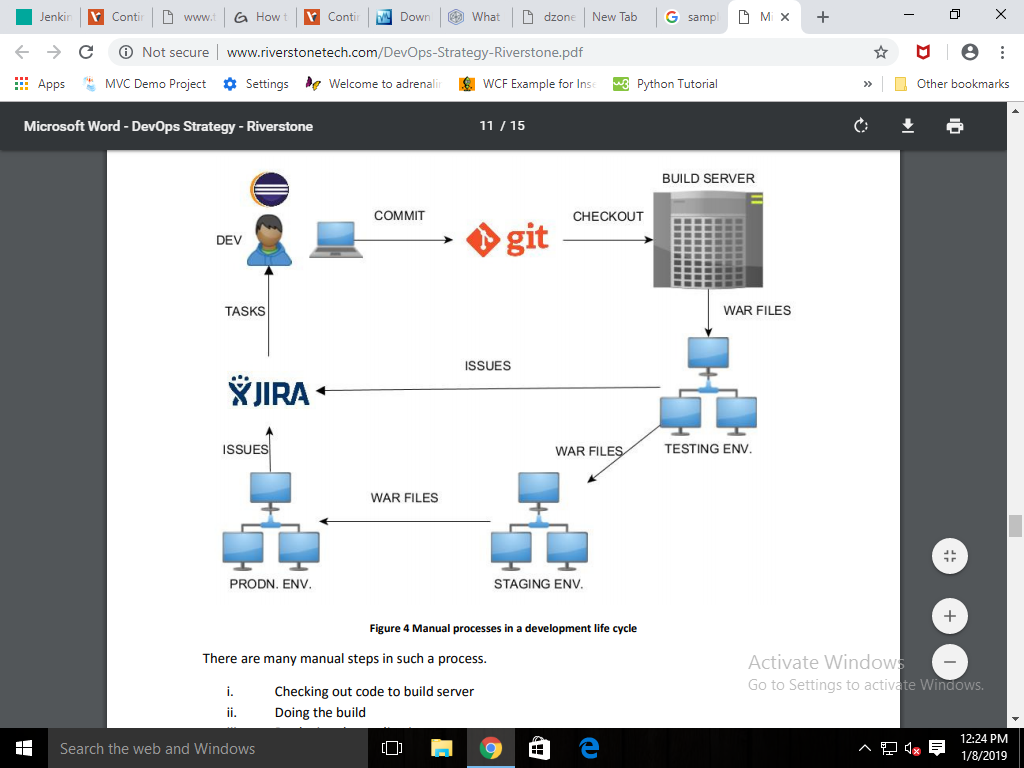 Jenkin
Conti
www.t
How t
Conti
Down
What
dzone
New Tab
sampl
Mi
Not secure
www.riverstonetech.com/DevOps-Strategy-Riverstone.pdf
Apps
MVC Demo Project
Settings
Welcome to adrenalin
WCF Example for Inse
Python Tutorial
»
Other bookmarks
Microsoft Word - DevOps Strategy - Riverstone
11 / 15
BUILD SERVER
COMMIT
CHECKOUT
DEV
git
TASKS
WAR FILES
ISSUES
JIRA
ISSUES
WAR FILES
TESTING ENV.
WAR FILES
PRODN. ENV.
STAGING ENV.
Figure 4 Manual processes in a development life cycle
There are many manual steps in such a process.
i. Checking out code to build server
ii. Doing the build
Activate Windows
Go to Settings to activate Windows.
Search the web and Windows
12:24 PM
1/8/2019